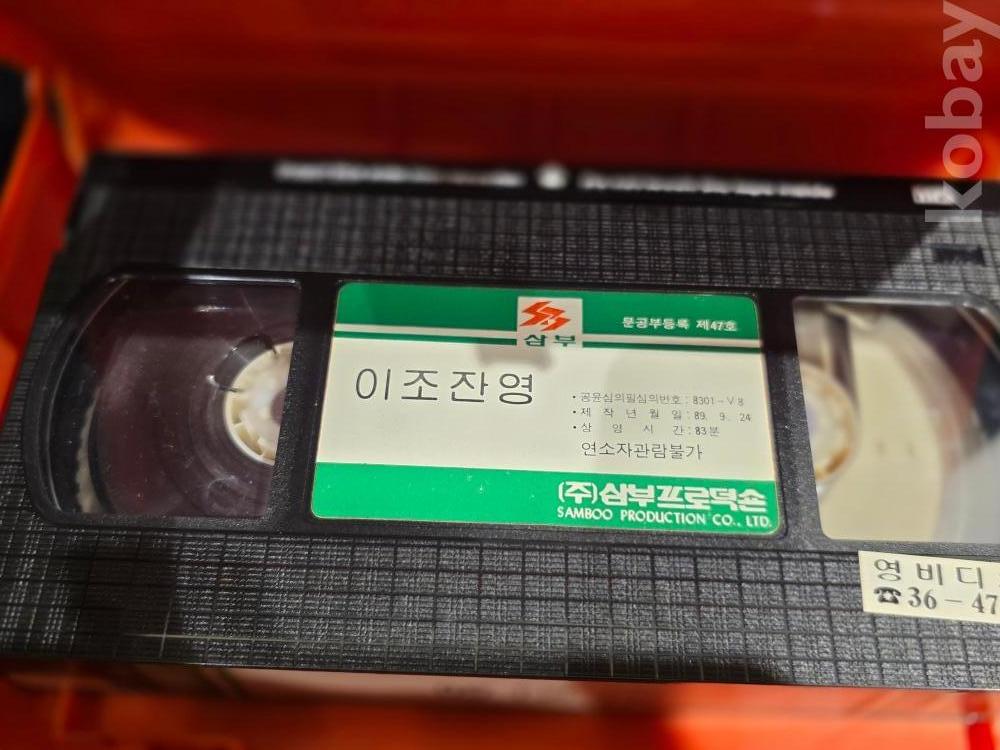 kobay
삼부
문공부등록 제47호
이조잔영
• 공윤심의필심의번호 : 8301-V8
• 제작년월일 : 89. 9. 24
• 상영시간 : 83분
연소자관람불가
(주)삼부프로덕숀
SAMBOO PRODUCTION CO., LTD.
영비디
☎36-47